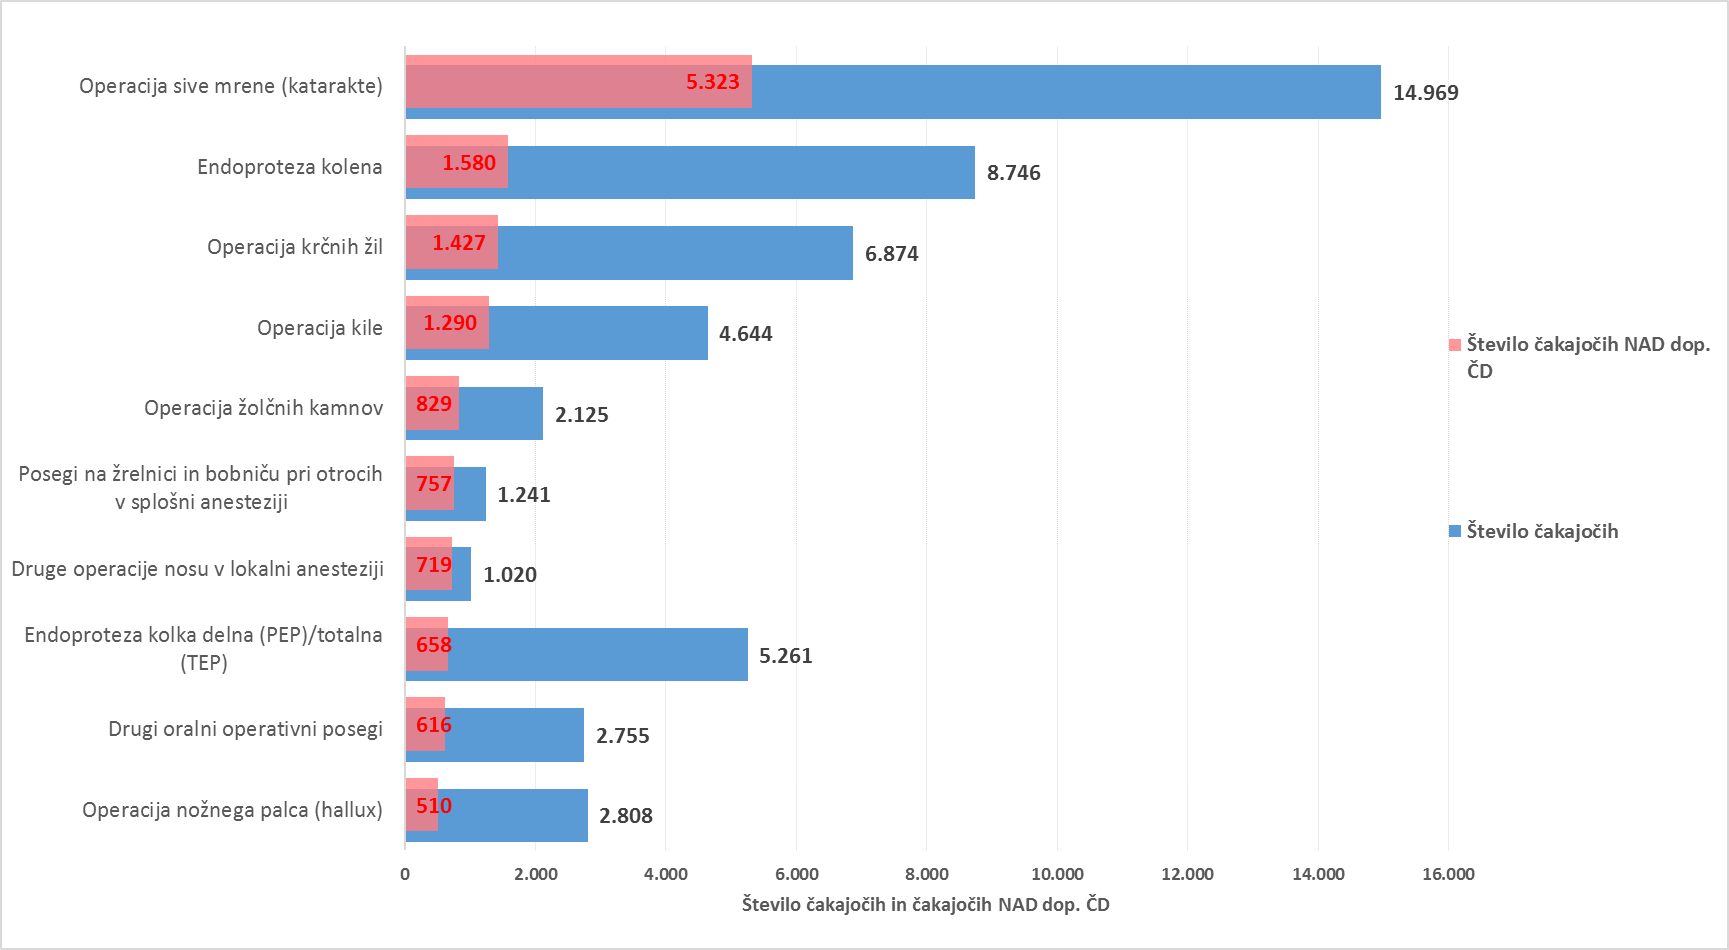 Operacija sive mrene (katarakte)
5.323
14.969
Endoproteza kolena
1.580
8.746
Operacija krčnih žil
1.427
6.874
Operacija kile
1.290
4.644
Operacija žolčnih kamnov
829
2.125
Posegi na žrelnici in bobniču pri otrocih
v splošni anesteziji
757
1.241
Druge operacije nosu v lokalni anesteziji
719
1.020
Endoproteza kolka delna (PEP)/totalna
(TEP)
658
5.261
Drugi oralni operativni posegi
616
2.755
Operacija nožnega palca (hallux)
510
2.808
0
2.000
4.000
6.000
8.000
10.000
12.000
14.000
16.000
Število čakajočih in čakajočih NAD dop. ČD
Število čakajočih NAD dop.
ČD
Število čakajočih